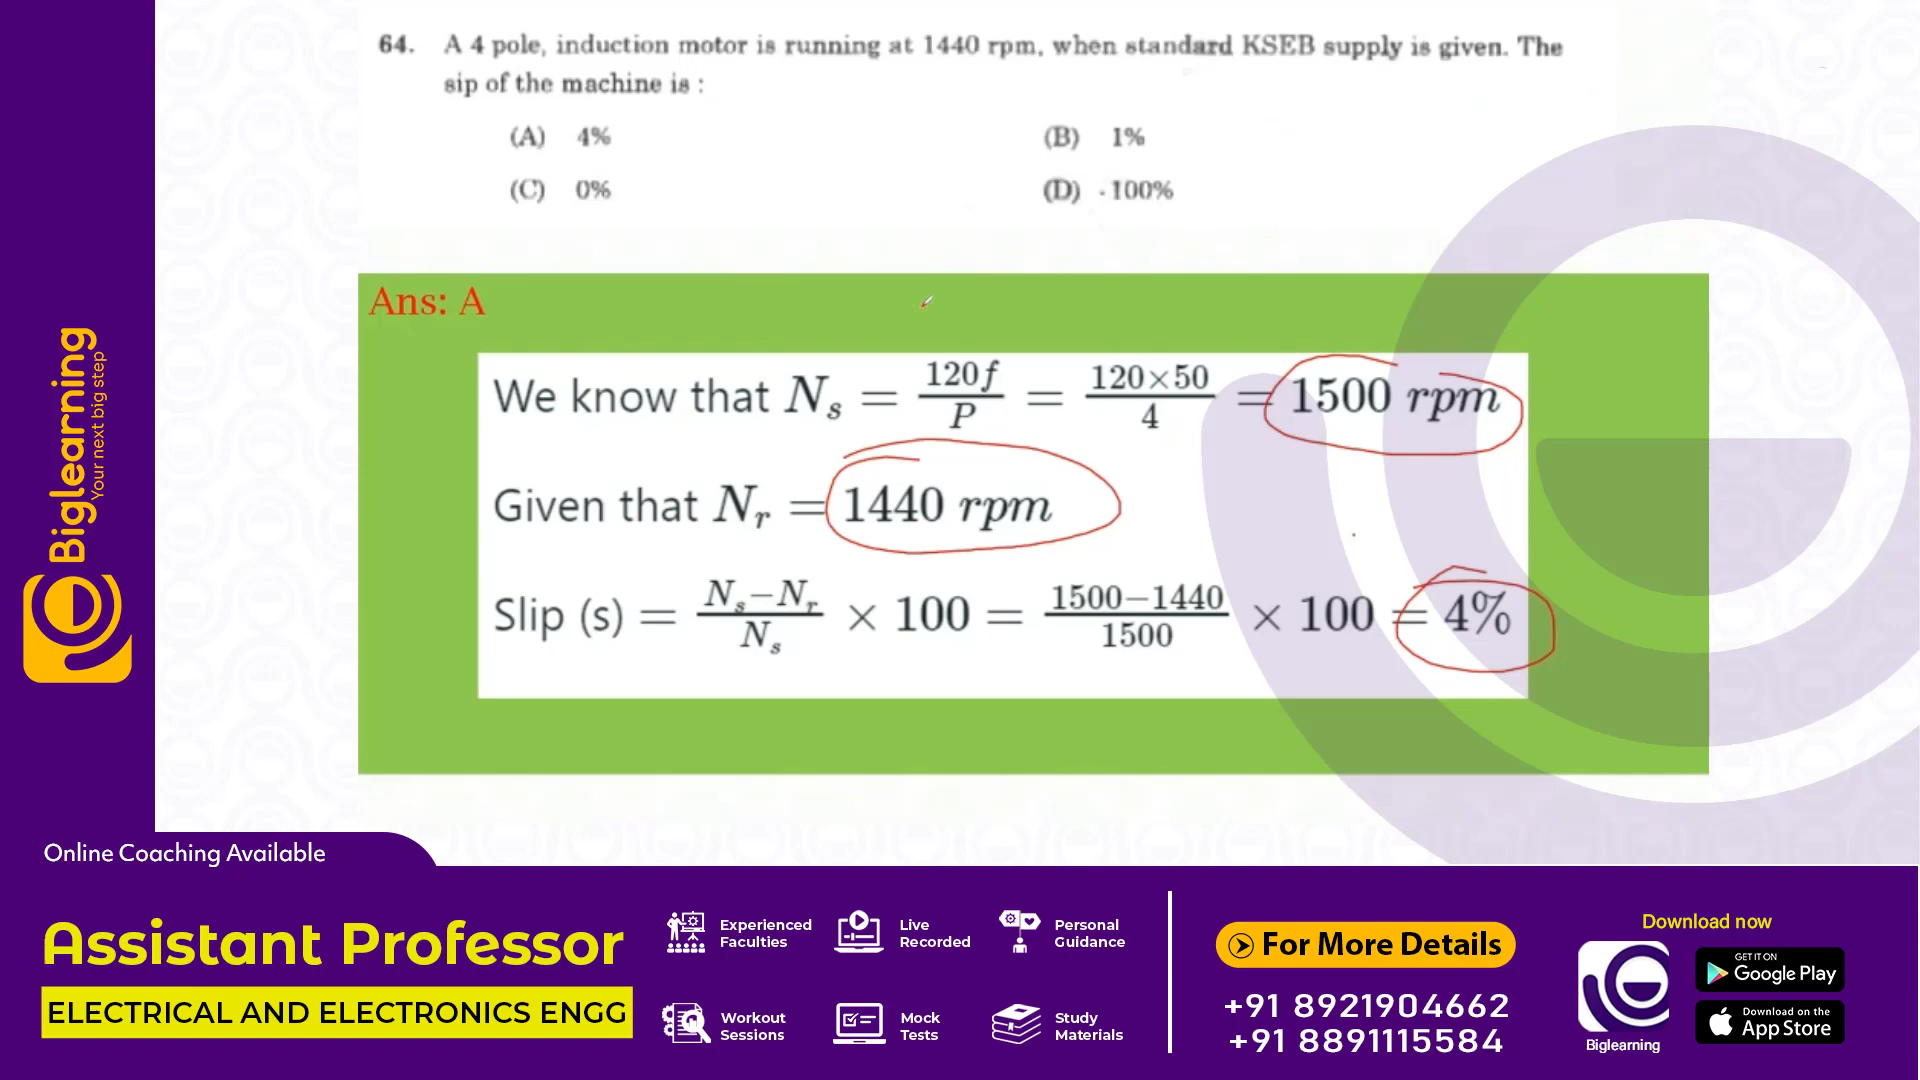 64. A 4 pole, induction motor is running at 1440 rpm, when standard KSEB supply is given. The
sip of the machine is :
(A) 4% (B) 1%
(C) 0% (D) 100%
Ans: A
We know that Nₛ = 120f/P = 120×50/4 = 1500 rpm
Given that Nᵣ = 1440 rpm
Slip (s) = Nₛ−Nᵣ/Nₛ × 100 = 1500−1440/1500 × 100 = 4%
Biglearning
Your next big step
Online Coaching Available
Assistant Professor
ELECTRICAL AND ELECTRONICS ENGG
Experienced
Faculties
Live
Recorded
Personal
Guidance
Workout
Sessions
Mock
Tests
Study
Materials
For More Details
+91 8921904662
+91 8891115584
Download now
Biglearning
GET IT ON
Google Play
Download on the
App Store